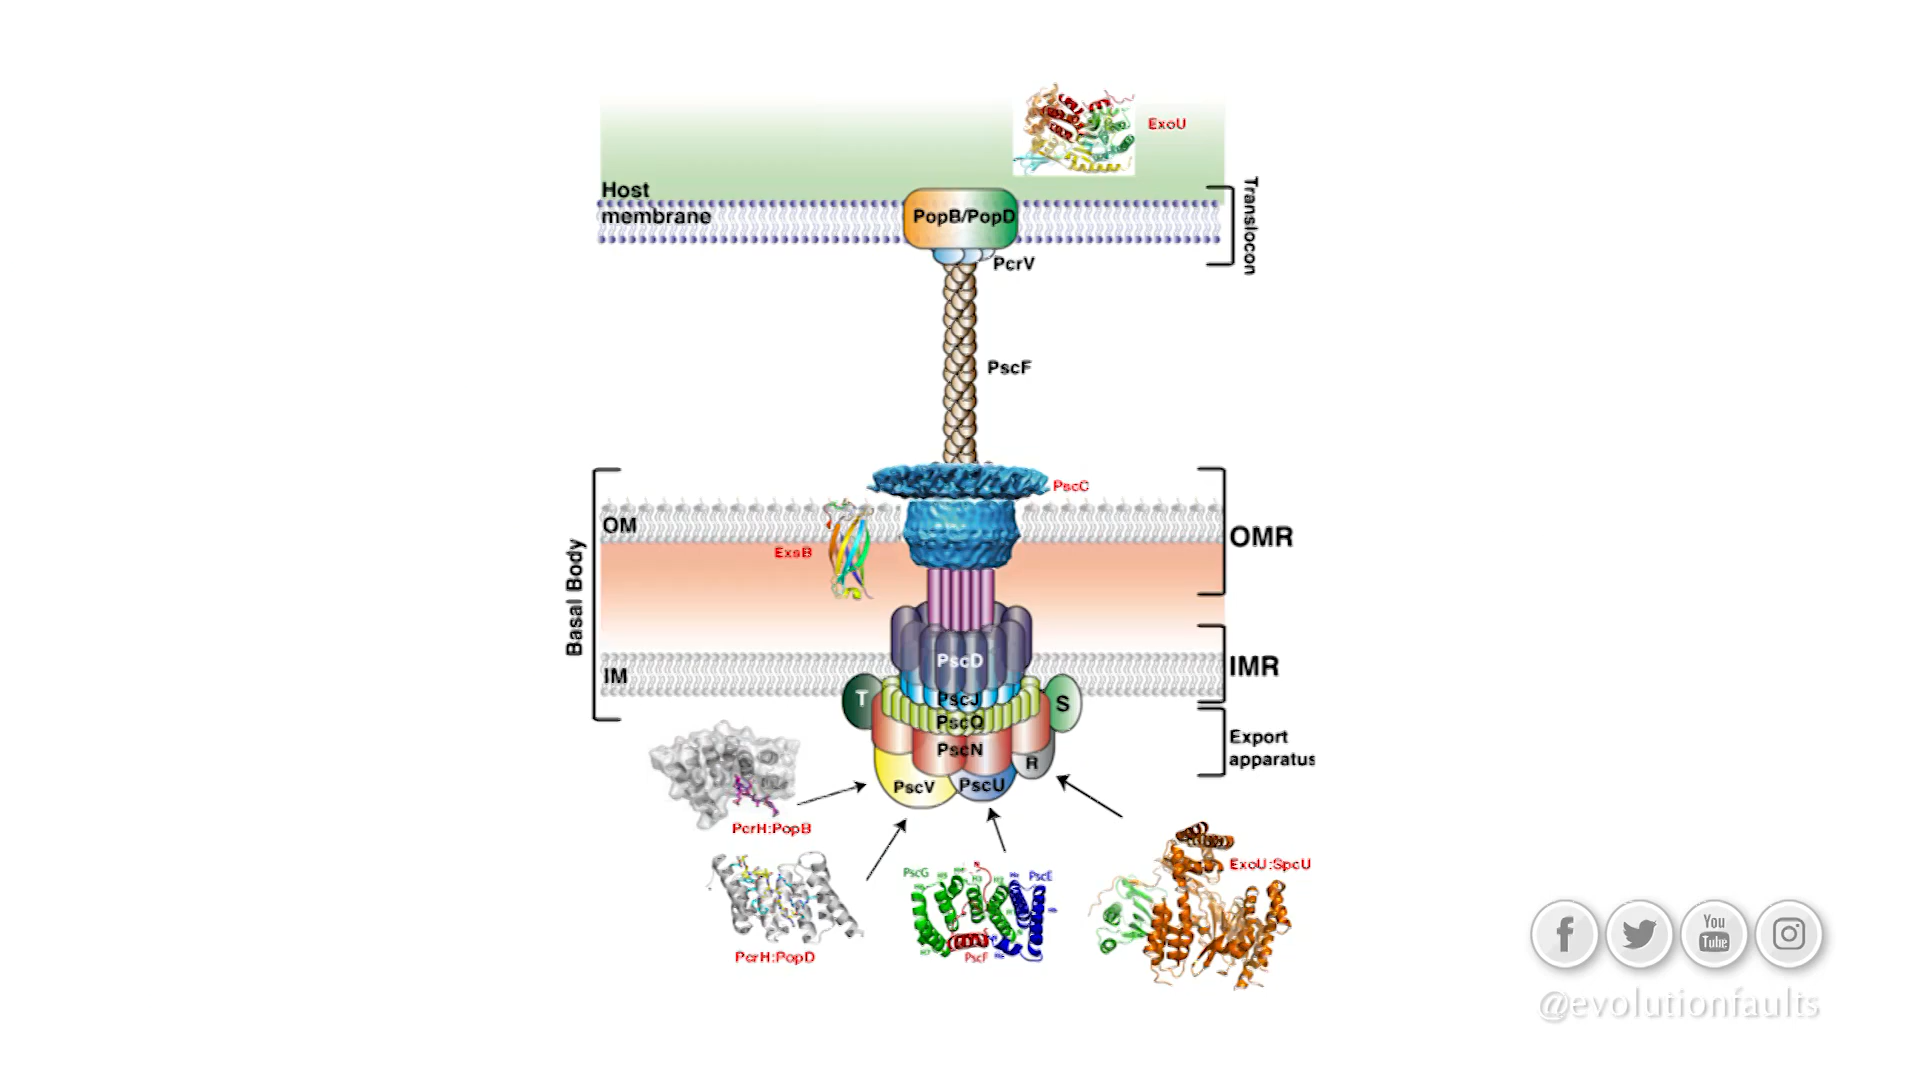 ExoU
Host
membrane
PopB/PopD
Translocon
PcrV
PscF
PscC
OM
OMR
ExsB
Basal Body
PscD
IMR
IM
T
PscJ
S
PscQ
Export
apparatus
PscN
R
PscV
PscU
PcrH:PopB
ExoU:SpcU
PscG
PscE
PscF
PcrH:PopD
You
Tube
@evolutionfaults